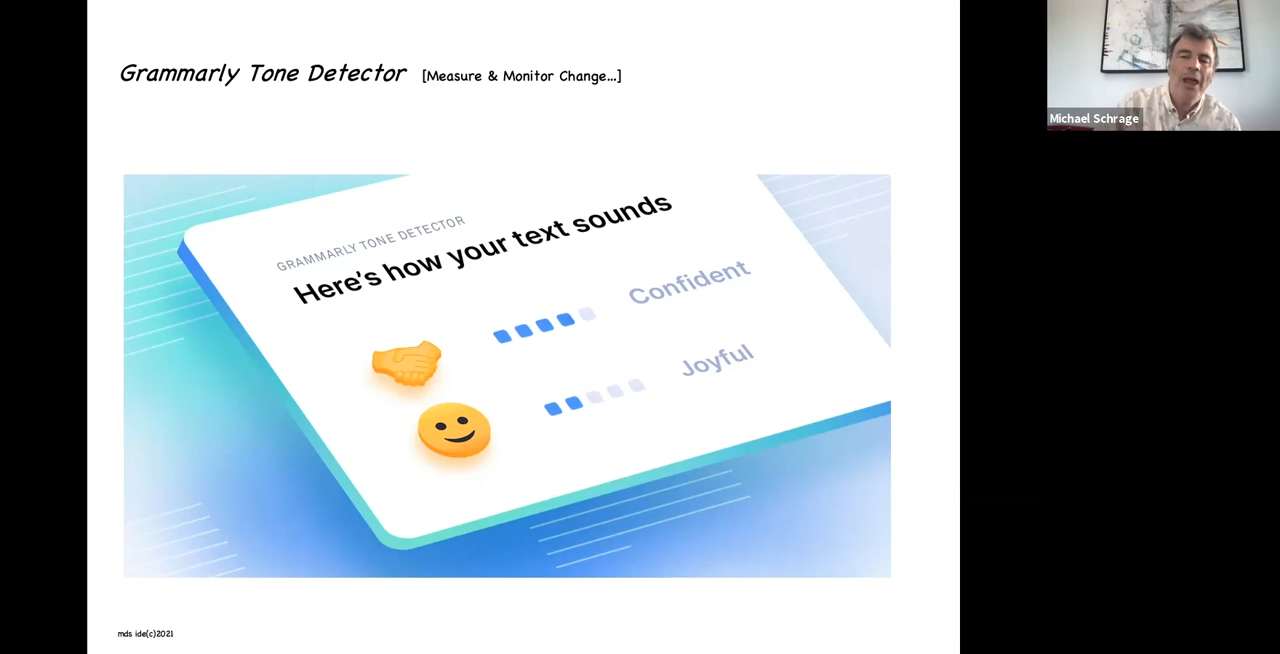 Grammarly Tone Detector [Measure & Monitor Change...]
Michael Schrage
GRAMMARLY TONE DETECTOR
Here's how your text sounds
Confident
Joyful
mds ide(c)2021